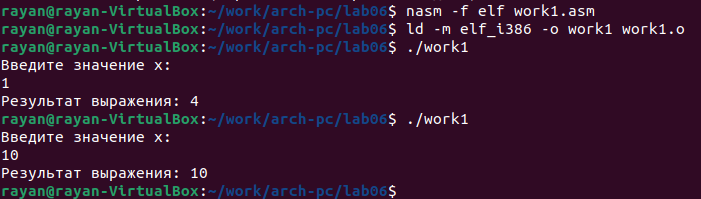 rayan@rayan-VirtualBox:~/work/arch-pc/lab06$ nasm -f elf work1.asm
rayan@rayan-VirtualBox:~/work/arch-pc/lab06$ ld -m elf_i386 -o work1 work1.o
rayan@rayan-VirtualBox:~/work/arch-pc/lab06$ ./work1
Введите значение x:
1
Результат выражения: 4
rayan@rayan-VirtualBox:~/work/arch-pc/lab06$ ./work1
Введите значение x:
10
Результат выражения: 10
rayan@rayan-VirtualBox:~/work/arch-pc/lab06$